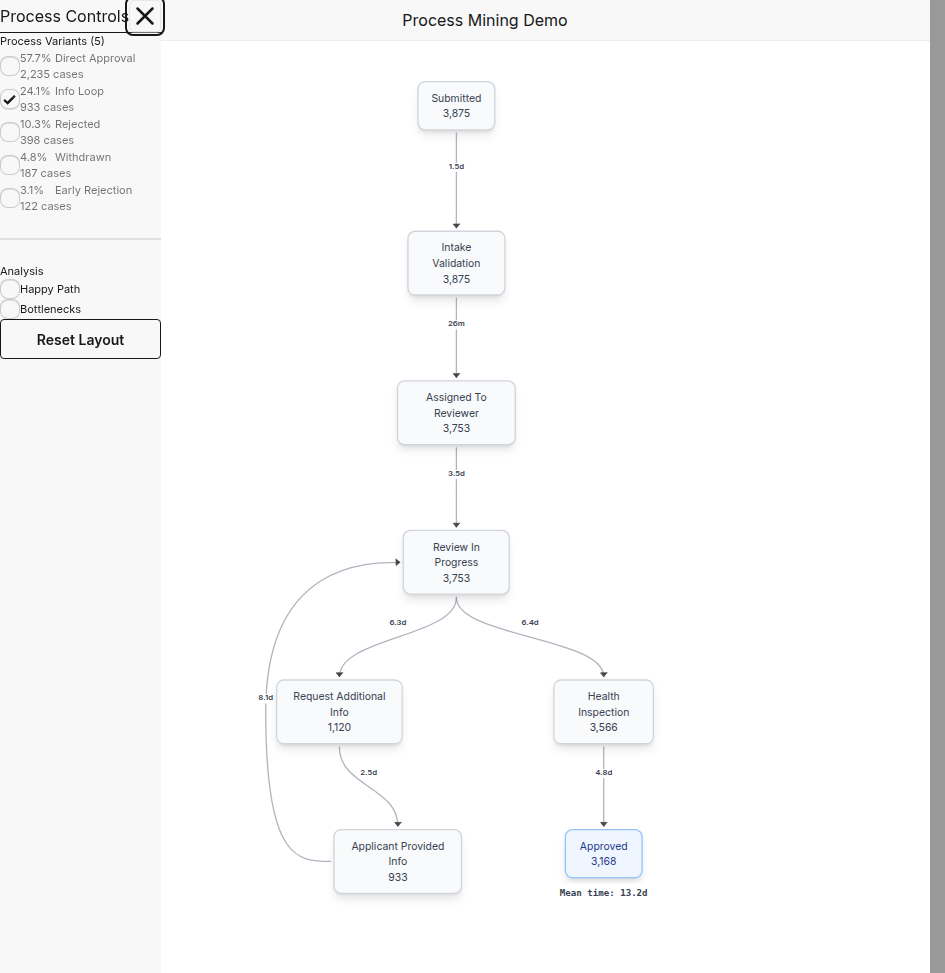 Process Controls
Process Mining Demo
Process Variants (5)
57.7% Direct Approval
2,235 cases
24.1% Info Loop
933 cases
10.3% Rejected
398 cases
4.8% Withdrawn
187 cases
3.1% Early Rejection
122 cases
Analysis
Happy Path
Bottlenecks
Reset Layout
Submitted
3,875
1.5d
Intake
Validation
3,875
26m
Assigned To
Reviewer
3,753
3.5d
Review In
Progress
3,753
6.3d
6.4d
8.1d
Request Additional
Info
1,120
Health
Inspection
3,566
2.5d
4.8d
Applicant Provided
Info
933
Approved
3,168
Mean time: 13.2d